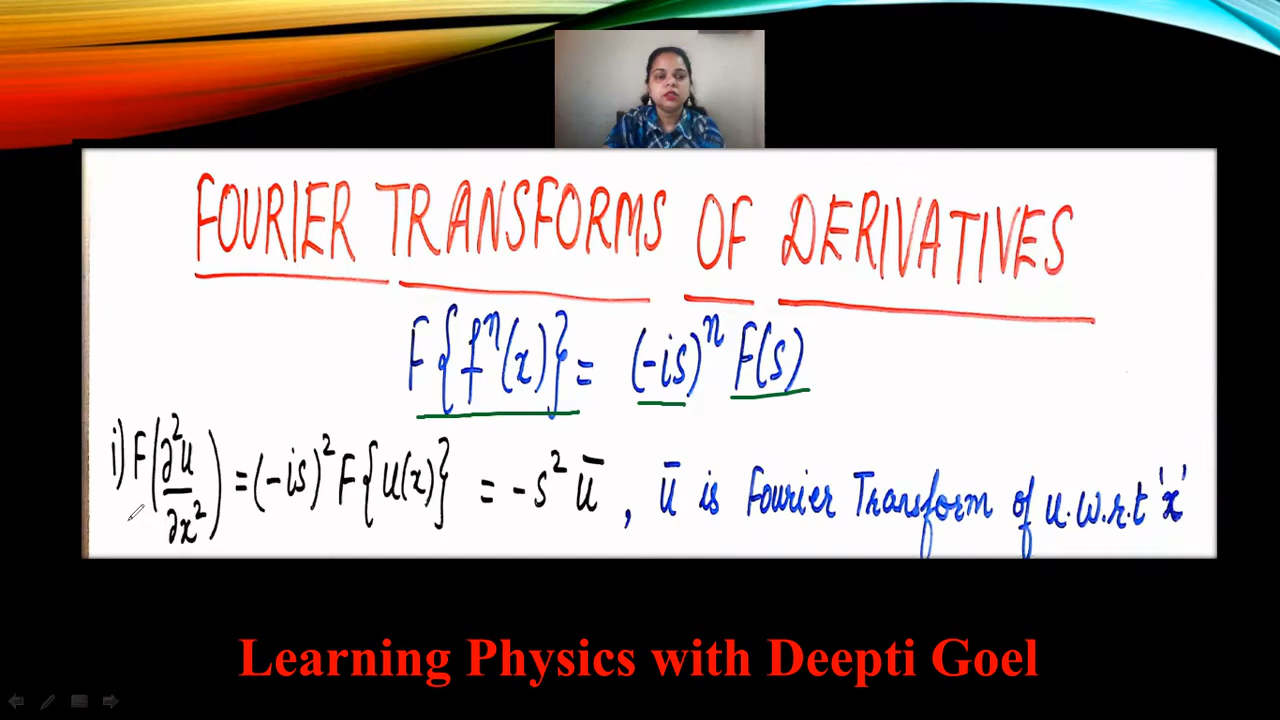 FOURIER TRANSFORMS OF DERIVATIVES
F{fⁿ(x)} = (-is)ⁿ F(s)
i) F(∂²u/∂x²) = (-is)² F{u(x)} = -s² ū , ū is Fourier Transform of u.w.r.t 'x'
Learning Physics with Deepti Goel